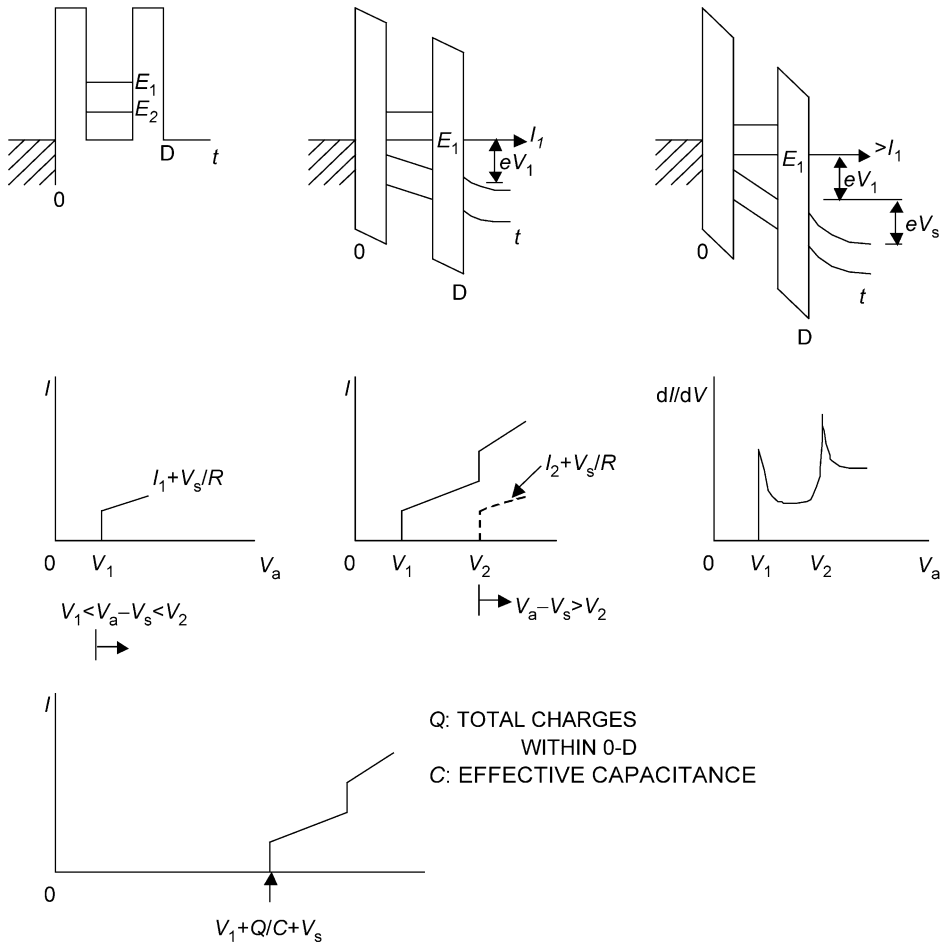 E1
E2
0
D
t
E1
I1
eV1
0
t
D
E1
>I1
eV1
eVs
0
t
D
I
I1+Vs/R
0
V1
Va
V1<Va–Vs<V2
I
I2+Vs/R
0
V1
V2
Va–Vs>V2
dI/dV
0
V1
V2
Va
I
0
V1+Q/C+Vs
Q: TOTAL CHARGES
WITHIN 0-D
C: EFFECTIVE CAPACITANCE